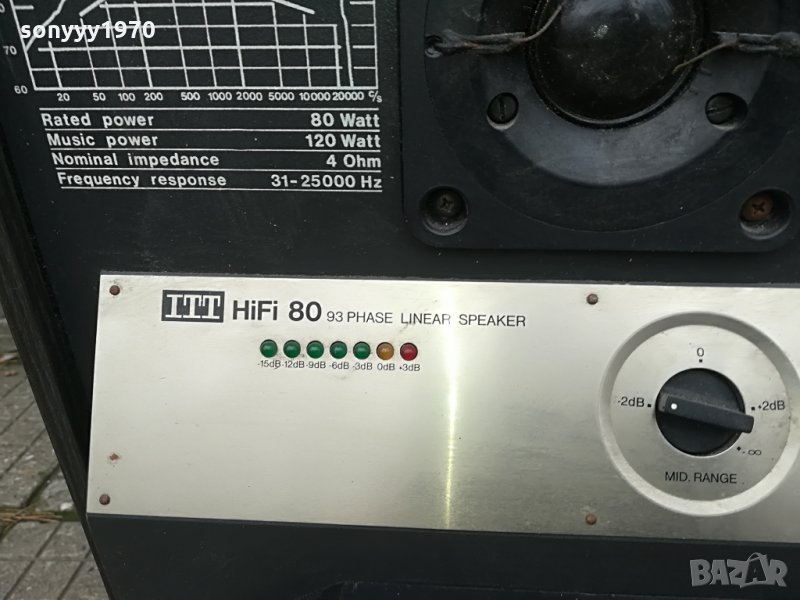 sonyyy1970
70
60
20 50 100 200 500 1000 2000 5000 10000 20000 c/s
Rated power 80 Watt
Music power 120 Watt
Nominal impedance 4 Ohm
Frequency response 31-25000 Hz
ITT HiFi 80 93 PHASE LINEAR SPEAKER
-15dB -12dB -9dB -6dB -3dB 0dB +3dB
0
-2dB +2dB
-∞
MID. RANGE
BAZAR